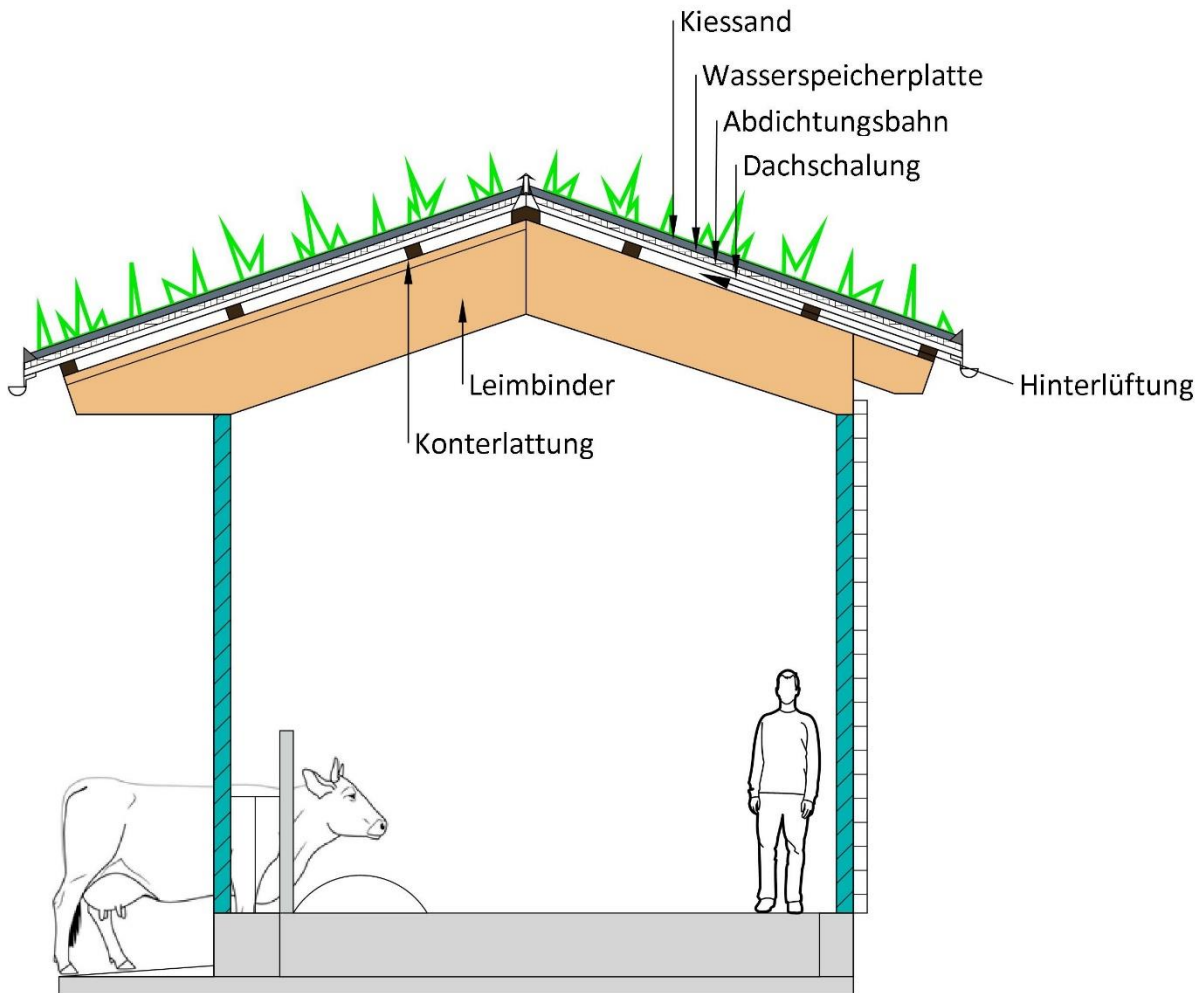 Kiessand
Wasserspeicherplatte
Abdichtungsbahn
Dachschalung
Leimbinder
Hinterlüftung
Konterlattung